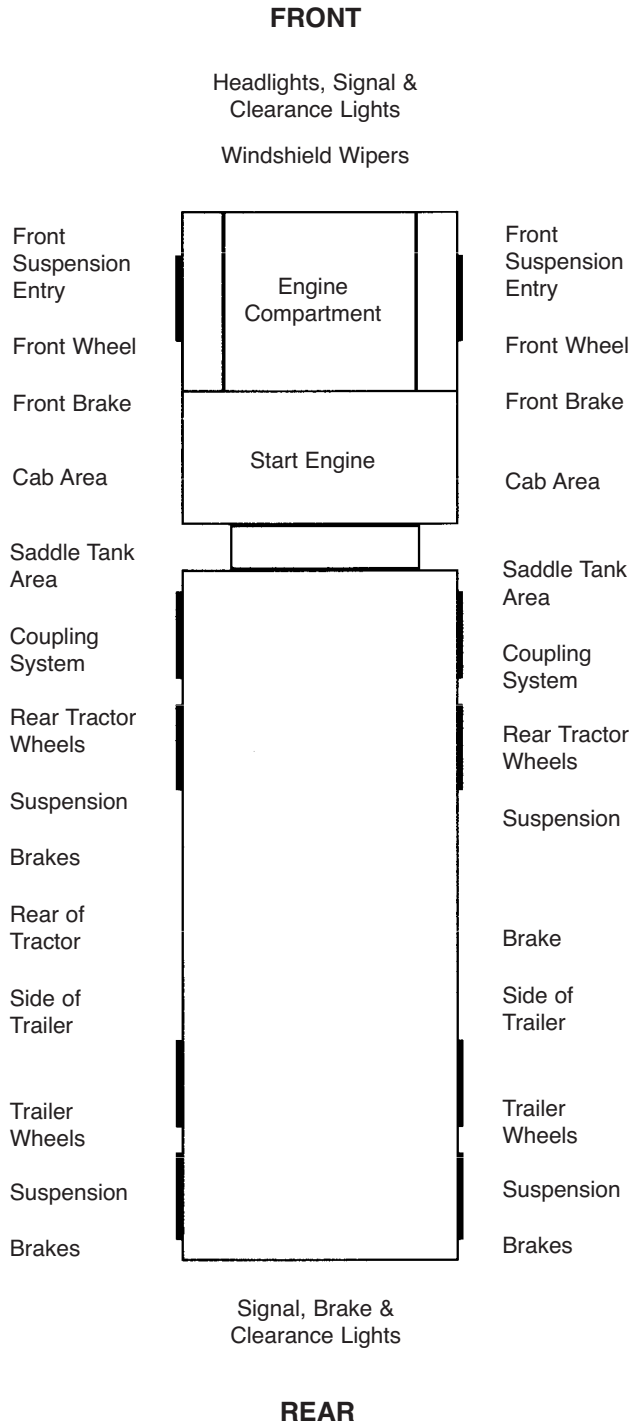 FRONT
Headlights, Signal &
Clearance Lights
Windshield Wipers
Front
Suspension
Entry
Front Wheel
Front Brake
Cab Area
Saddle Tank
Area
Coupling
System
Rear Tractor
Wheels
Suspension
Brakes
Rear of
Tractor
Side of
Trailer
Trailer
Wheels
Suspension
Brakes
Engine
Compartment
Start Engine
Front
Suspension
Entry
Front Wheel
Front Brake
Cab Area
Saddle Tank
Area
Coupling
System
Rear Tractor
Wheels
Suspension
Brake
Side of
Trailer
Trailer
Wheels
Suspension
Brakes
Signal, Brake &
Clearance Lights
REAR